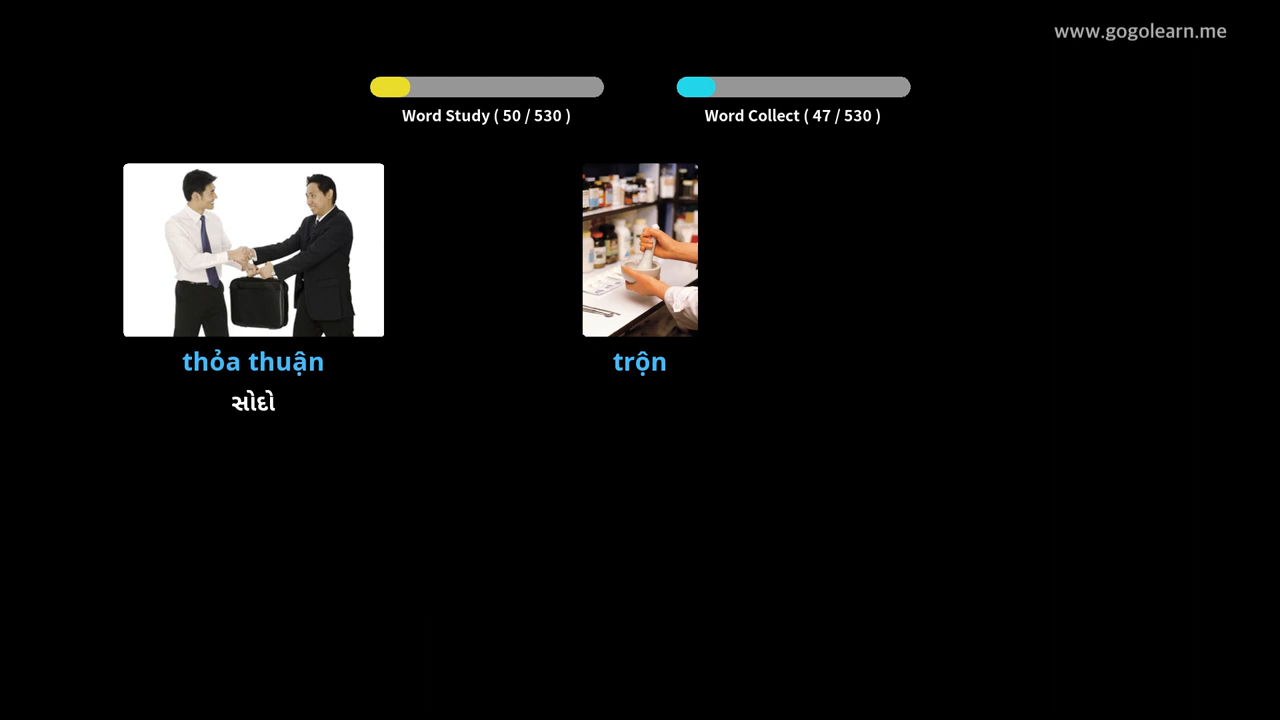 www.gogolearn.me
Word Study ( 50 / 530 )
Word Collect ( 47 / 530 )
thỏa thuận
trộn
સોદો